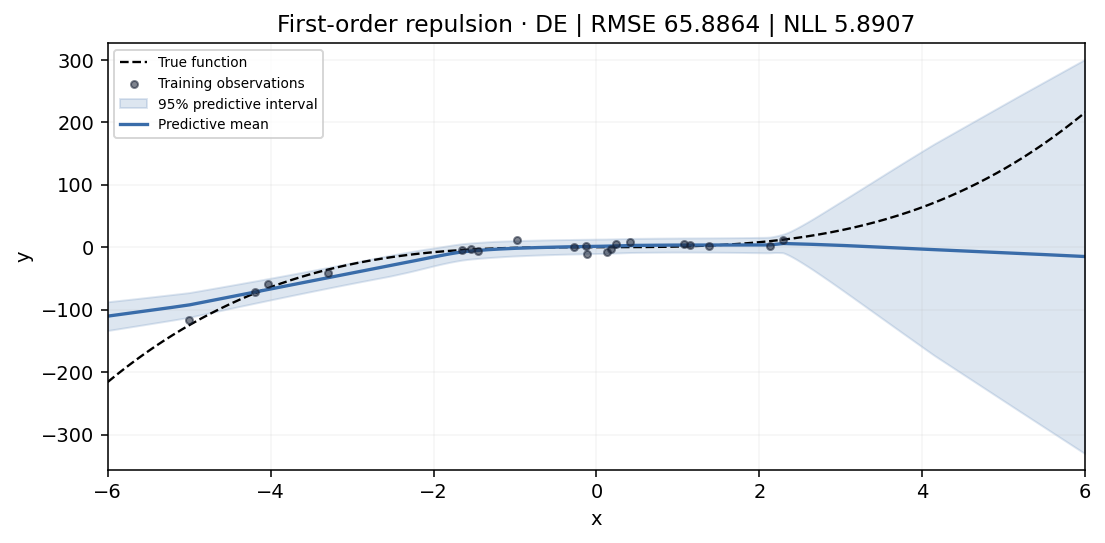 First-order repulsion · DE | RMSE 65.8864 | NLL 5.8907
True function
Training observations
95% predictive interval
Predictive mean
300
200
100
0
−100
−200
−300
y
−6
−4
−2
0
2
4
6
x